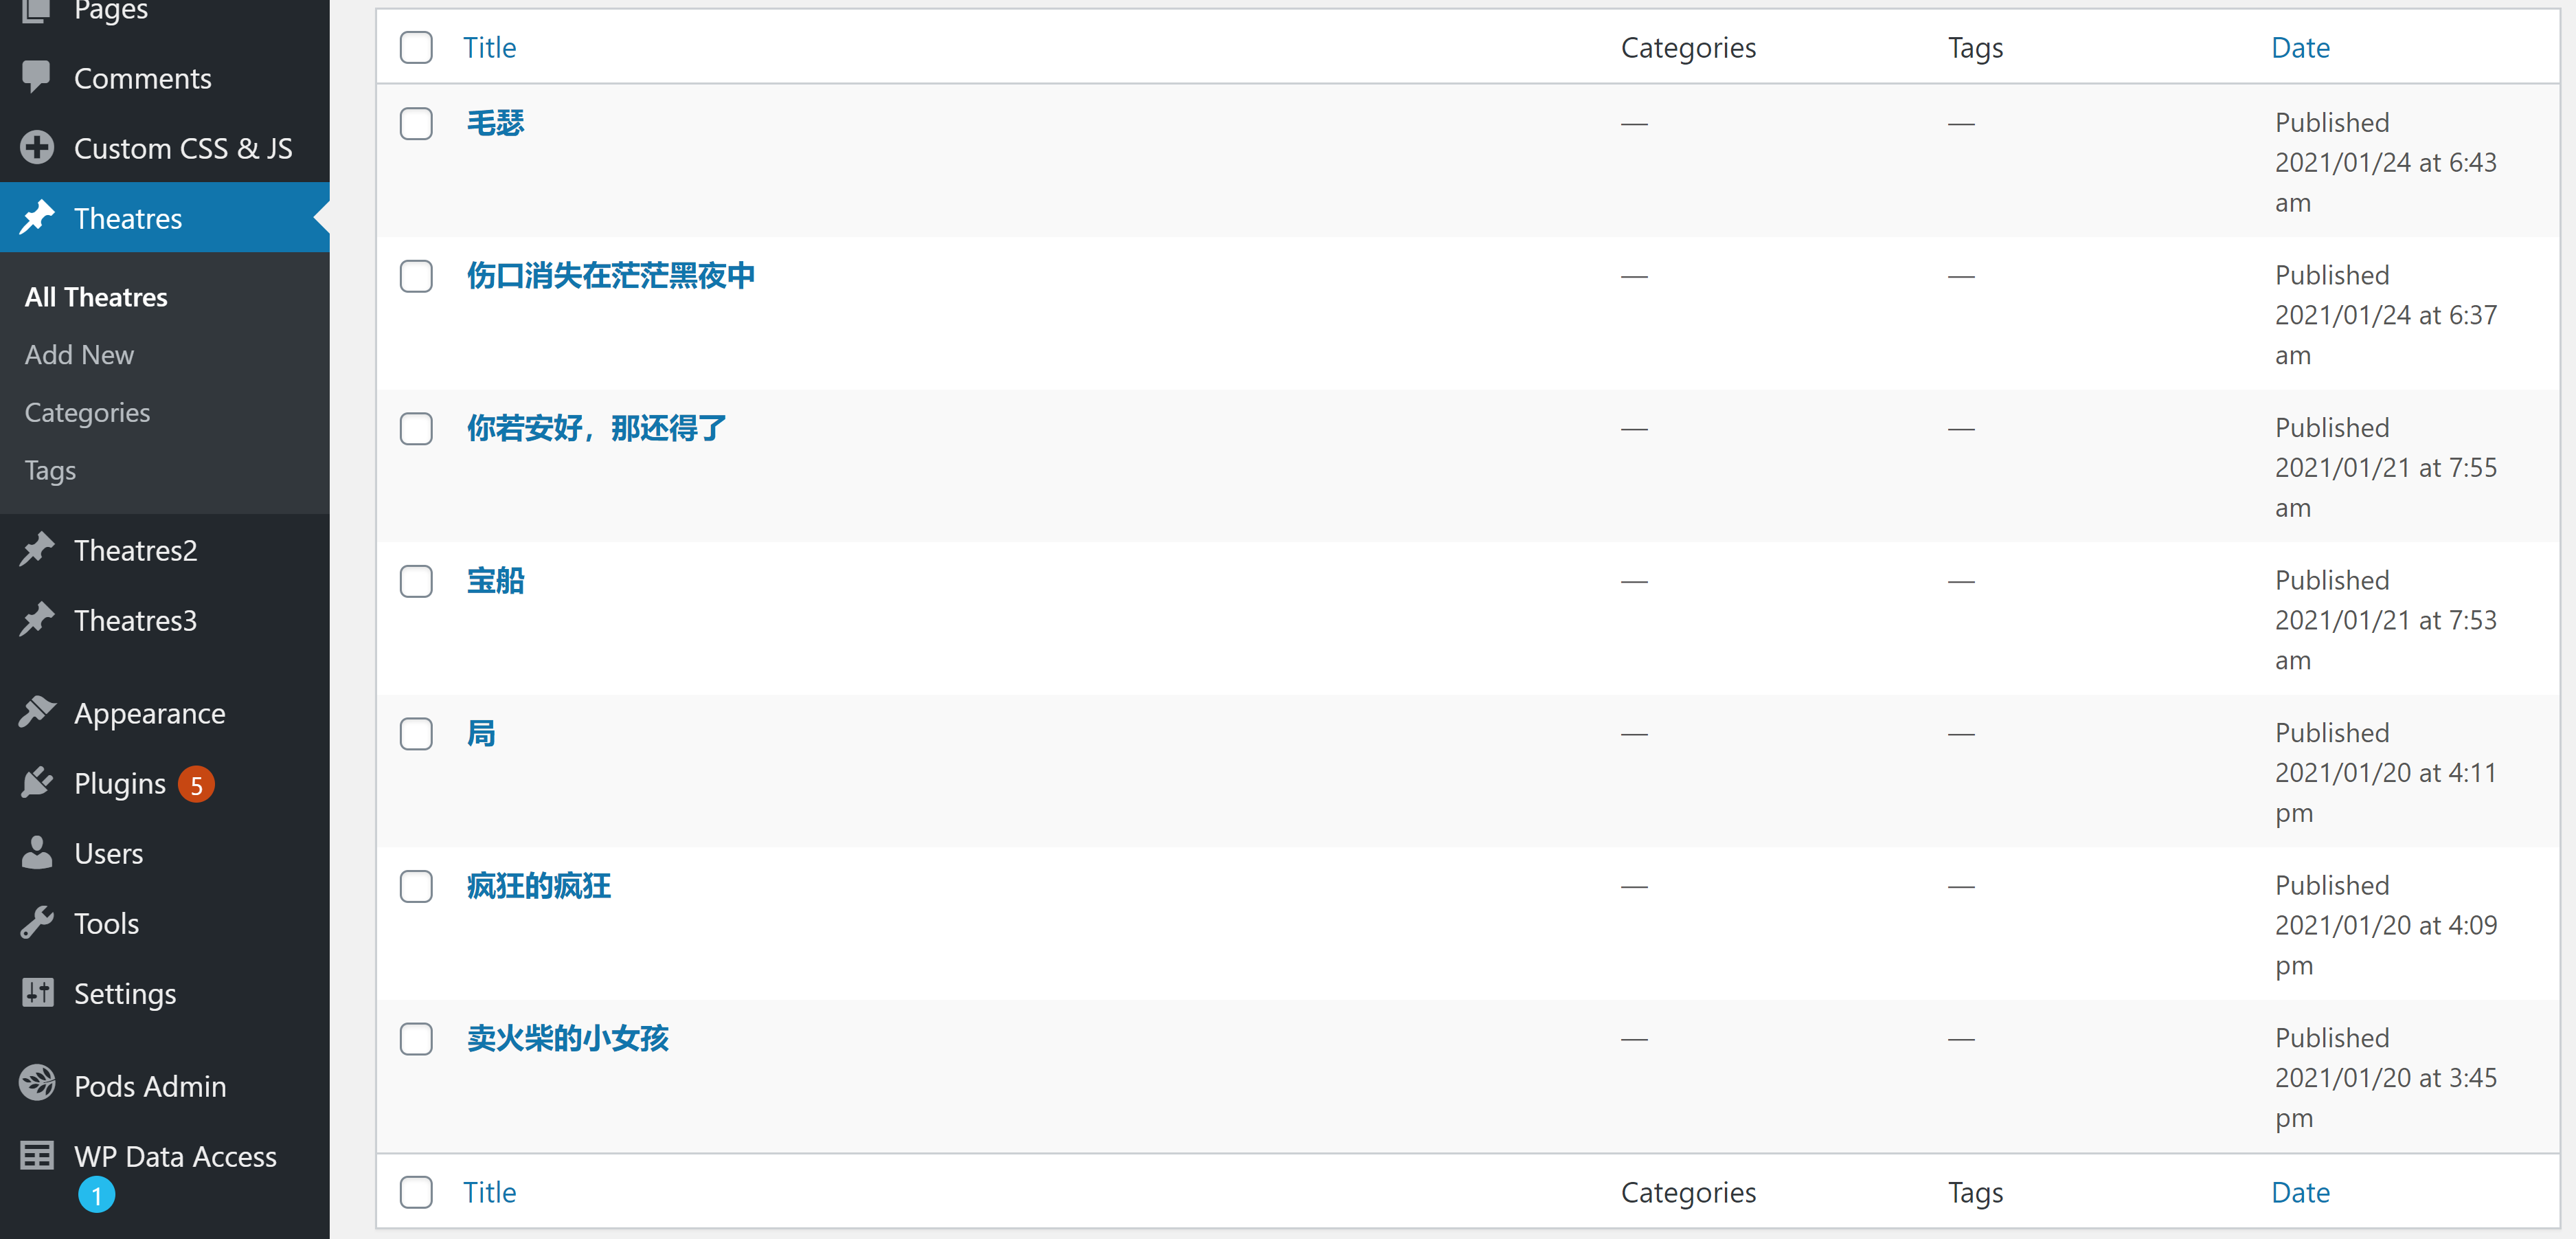 Pages
Comments
Custom CSS & JS
Theatres
All Theatres
Add New
Categories
Tags
Theatres2
Theatres3
Appearance
Plugins 5
Users
Tools
Settings
Pods Admin
WP Data Access
1
Title Categories Tags Date
毛瑟 — — Published
2021/01/24 at 6:43
am
伤口消失在茫茫黑夜中 — — Published
2021/01/24 at 6:37
am
你若安好，那还得了 — — Published
2021/01/21 at 7:55
am
宝船 — — Published
2021/01/21 at 7:53
am
局 — — Published
2021/01/20 at 4:11
pm
疯狂的疯狂 — — Published
2021/01/20 at 4:09
pm
卖火柴的小女孩 — — Published
2021/01/20 at 3:45
pm
Title Categories Tags Date